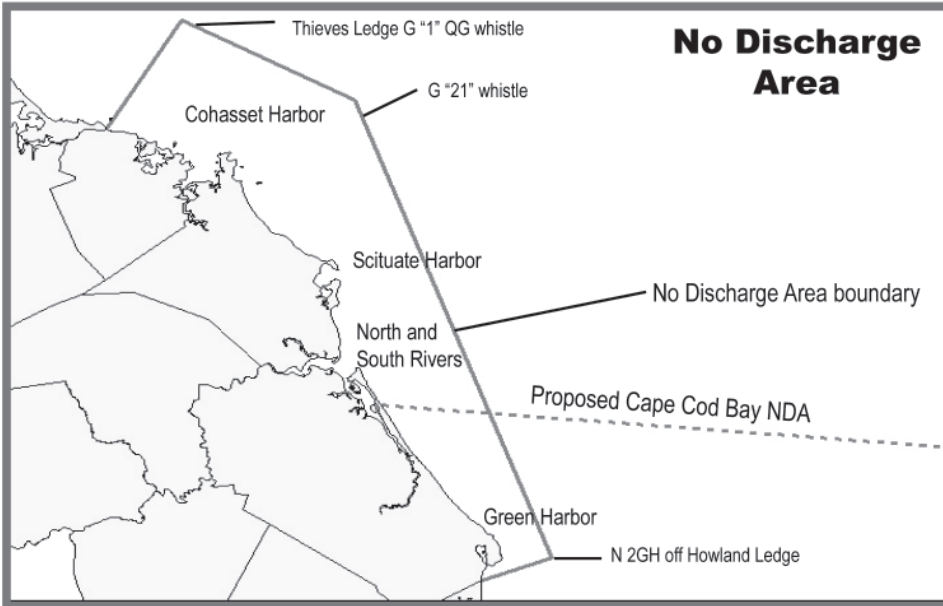 Thieves Ledge G “1” QG whistle
No Discharge
Area
G “21” whistle
Cohasset Harbor
Scituate Harbor
No Discharge Area boundary
North and
South Rivers
Proposed Cape Cod Bay NDA
Green Harbor
N 2GH off Howland Ledge